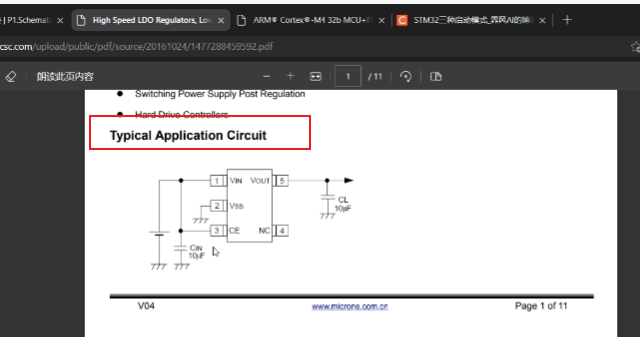 P1.Schemat
High Speed LDO Regulators, Lo
ARM® Cortex®-M4 32b MCU+F
STM32三种启动模式_弄风AI的
csc.com/upload/public/pdf/source/20161024/1477288459592.pdf
朗读此页内容
1 / 11
Switching Power Supply Post Regulation
Hard Drive Controllers
Typical Application Circuit
1 VIN VOUT 5
CL
10μF
2 VSS
3 CE NC 4
CIN
10μF
V04 www.microne.com.cn Page 1 of 11